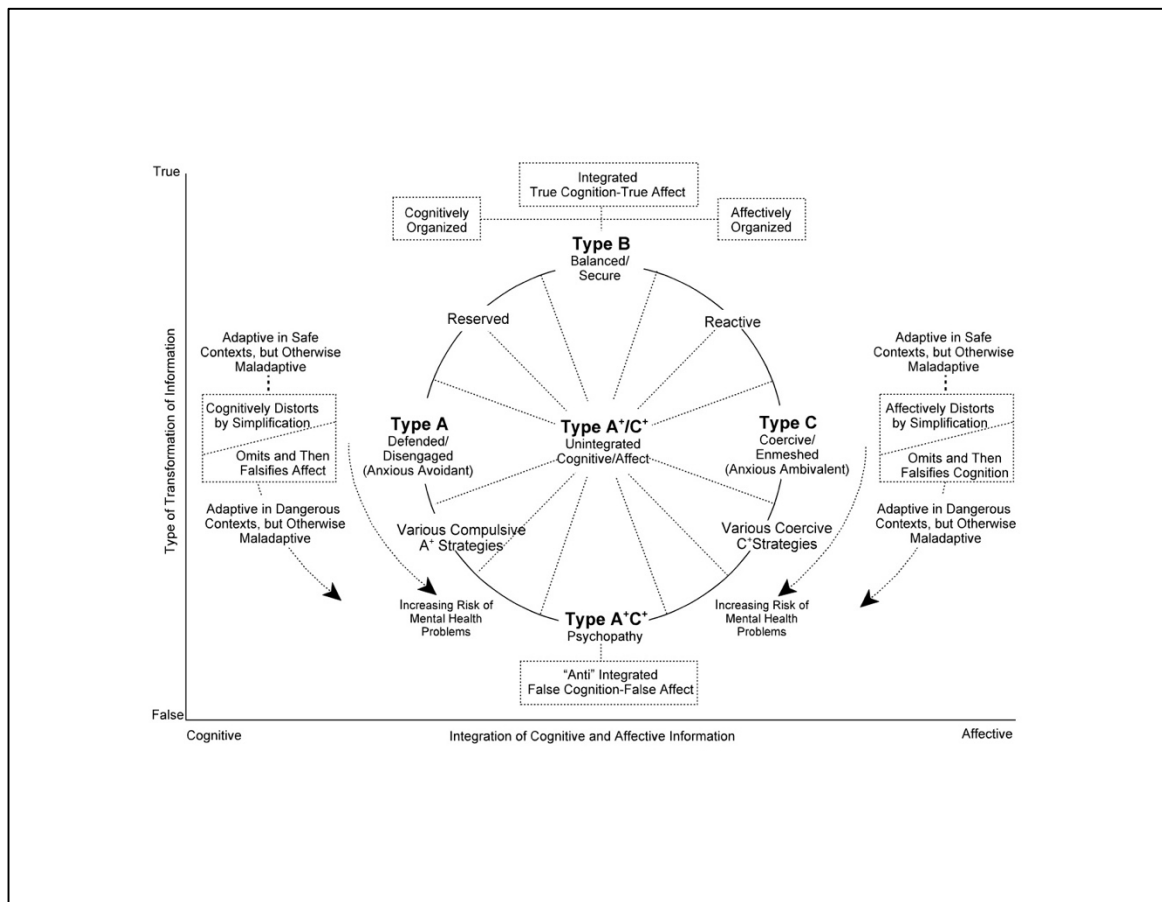 True
Integrated
True Cognition-True Affect
Cognitively
Organized
Affectively
Organized
Type B
Balanced/
Secure
Reserved
Reactive
Type of Transformation of Information
Adaptive in Safe
Contexts, but Otherwise
Maladaptive
Cognitively Distorts
by Simplification
Omits and Then
Falsifies Affect
Adaptive in Dangerous
Contexts, but Otherwise
Maladaptive
Type A
Defended/
Disengaged
(Anxious Avoidant)
Type A⁺/C⁺
Unintegrated
Cognitive/Affect
Type C
Coercive/
Enmeshed
(Anxious Ambivalent)
Adaptive in Safe
Contexts, but Otherwise
Maladaptive
Affectively Distorts
by Simplification
Omits and Then
Falsifies Cognition
Adaptive in Dangerous
Contexts, but Otherwise
Maladaptive
Various Compulsive
A⁺ Strategies
Various Coercive
C⁺Strategies
Increasing Risk of
Mental Health
Problems
Type A⁺C⁺
Psychopathy
Increasing Risk of
Mental Health
Problems
“Anti” Integrated
False Cognition-False Affect
False
Cognitive
Integration of Cognitive and Affective Information
Affective